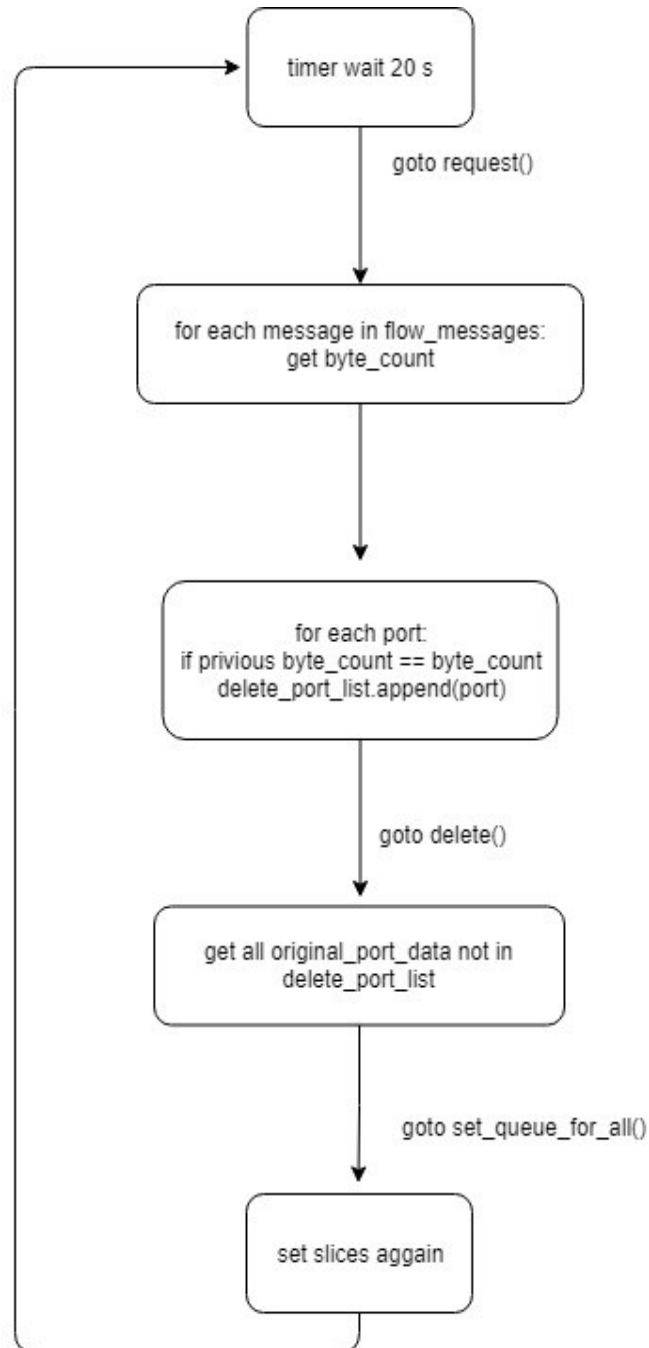 timer wait 20 s
goto request()
for each message in flow_messages:
get byte_count
for each port:
if privious byte_count == byte_count
delete_port_list.append(port)
goto delete()
get all original_port_data not in
delete_port_list
goto set_queue_for_all()
set slices aggain